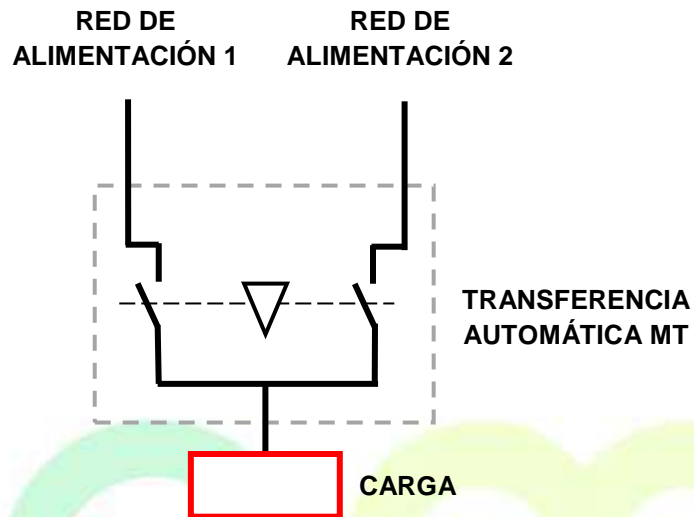 RED DE
ALIMENTACIÓN 1
RED DE
ALIMENTACIÓN 2
TRANSFERENCIA
AUTOMÁTICA MT
CARGA